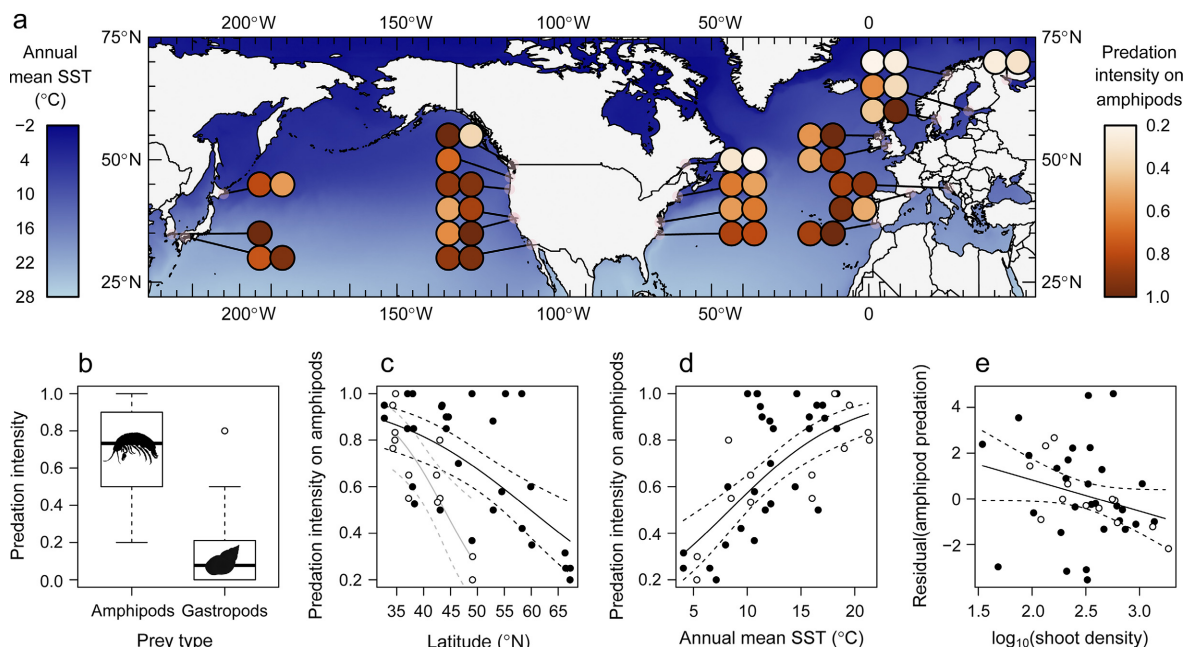 a
200°W 150°W 100°W 50°W 0
Annual
mean SST
(°C)
−2
4
10
16
22
28
75°N
50°N
25°N
75°N
50°N
25°N
200°W 150°W 100°W 50°W 0
Predation
intensity on
amphipods
0.2
0.4
0.6
0.8
1.0
b
Predation intensity
1.0
0.8
0.6
0.4
0.2
0.0
Amphipods Gastropods
Prey type
c
Predation intensity on amphipods
1.0
0.8
0.6
0.4
0.2
35 40 45 50 55 60 65
Latitude (°N)
d
Predation intensity on amphipods
1.0
0.8
0.6
0.4
0.2
5 10 15 20
Annual mean SST (°C)
e
Residual(amphipod predation)
4
2
0
−2
1.5 2.0 2.5 3.0
log10(shoot density)